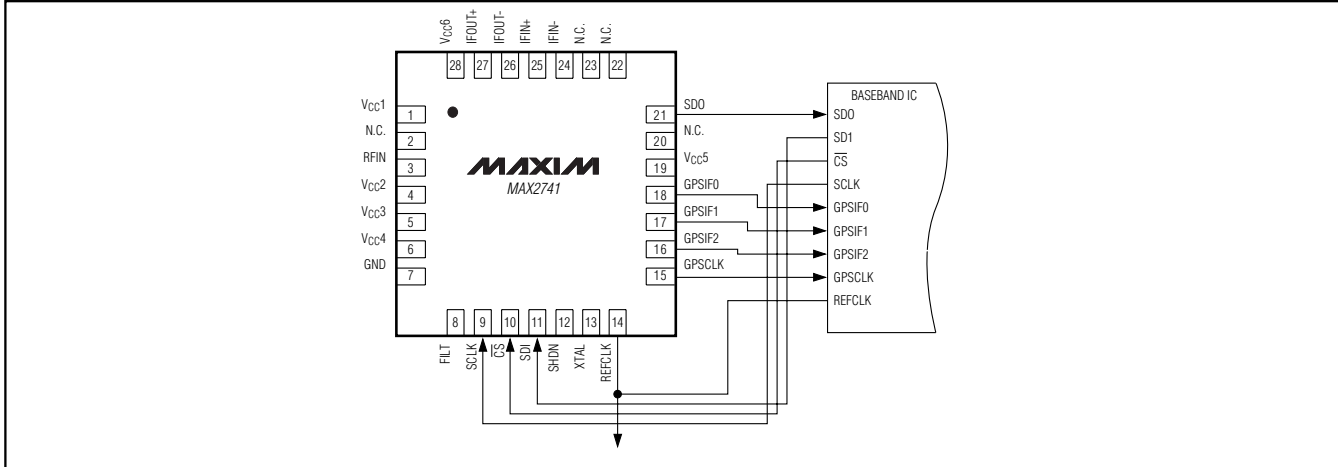 VCC6
IFOUT+
IFOUT-
IFIN+
IFIN-
N.C.
N.C.
28
27
26
25
24
23
22
VCC1
1
N.C.
2
RFIN
3
VCC2
4
VCC3
5
VCC4
6
GND
7
MAXIM
MAX2741
21
SDO
20
N.C.
19
VCC5
18
GPSIF0
17
GPSIF1
16
GPSIF2
15
GPSCLK
8
9
10
11
12
13
14
FILT
SCLK
C̅S̅
SDI
SHDN
XTAL
REFCLK
BASEBAND IC
SDO
SD1
C̅S̅
SCLK
GPSIF0
GPSIF1
GPSIF2
GPSCLK
REFCLK